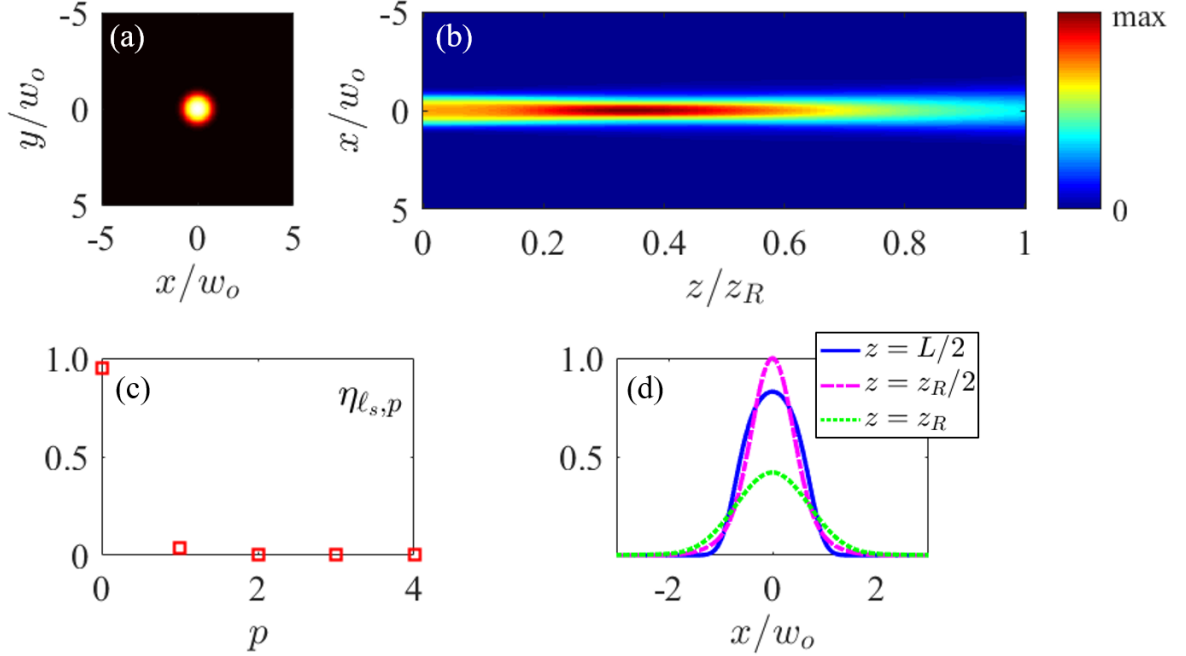 (a)
-5
0
5
y/w_o
-5
0
5
x/w_o
(b)
-5
0
5
x/w_o
0
0.2
0.4
0.6
0.8
1
z/z_R
max
0
(c)
1.0
0.5
0
η_{ℓ_s,p}
0
2
4
p
(d)
1.0
0.5
0
z = L/2
z = z_R/2
z = z_R
-2
0
2
x/w_o